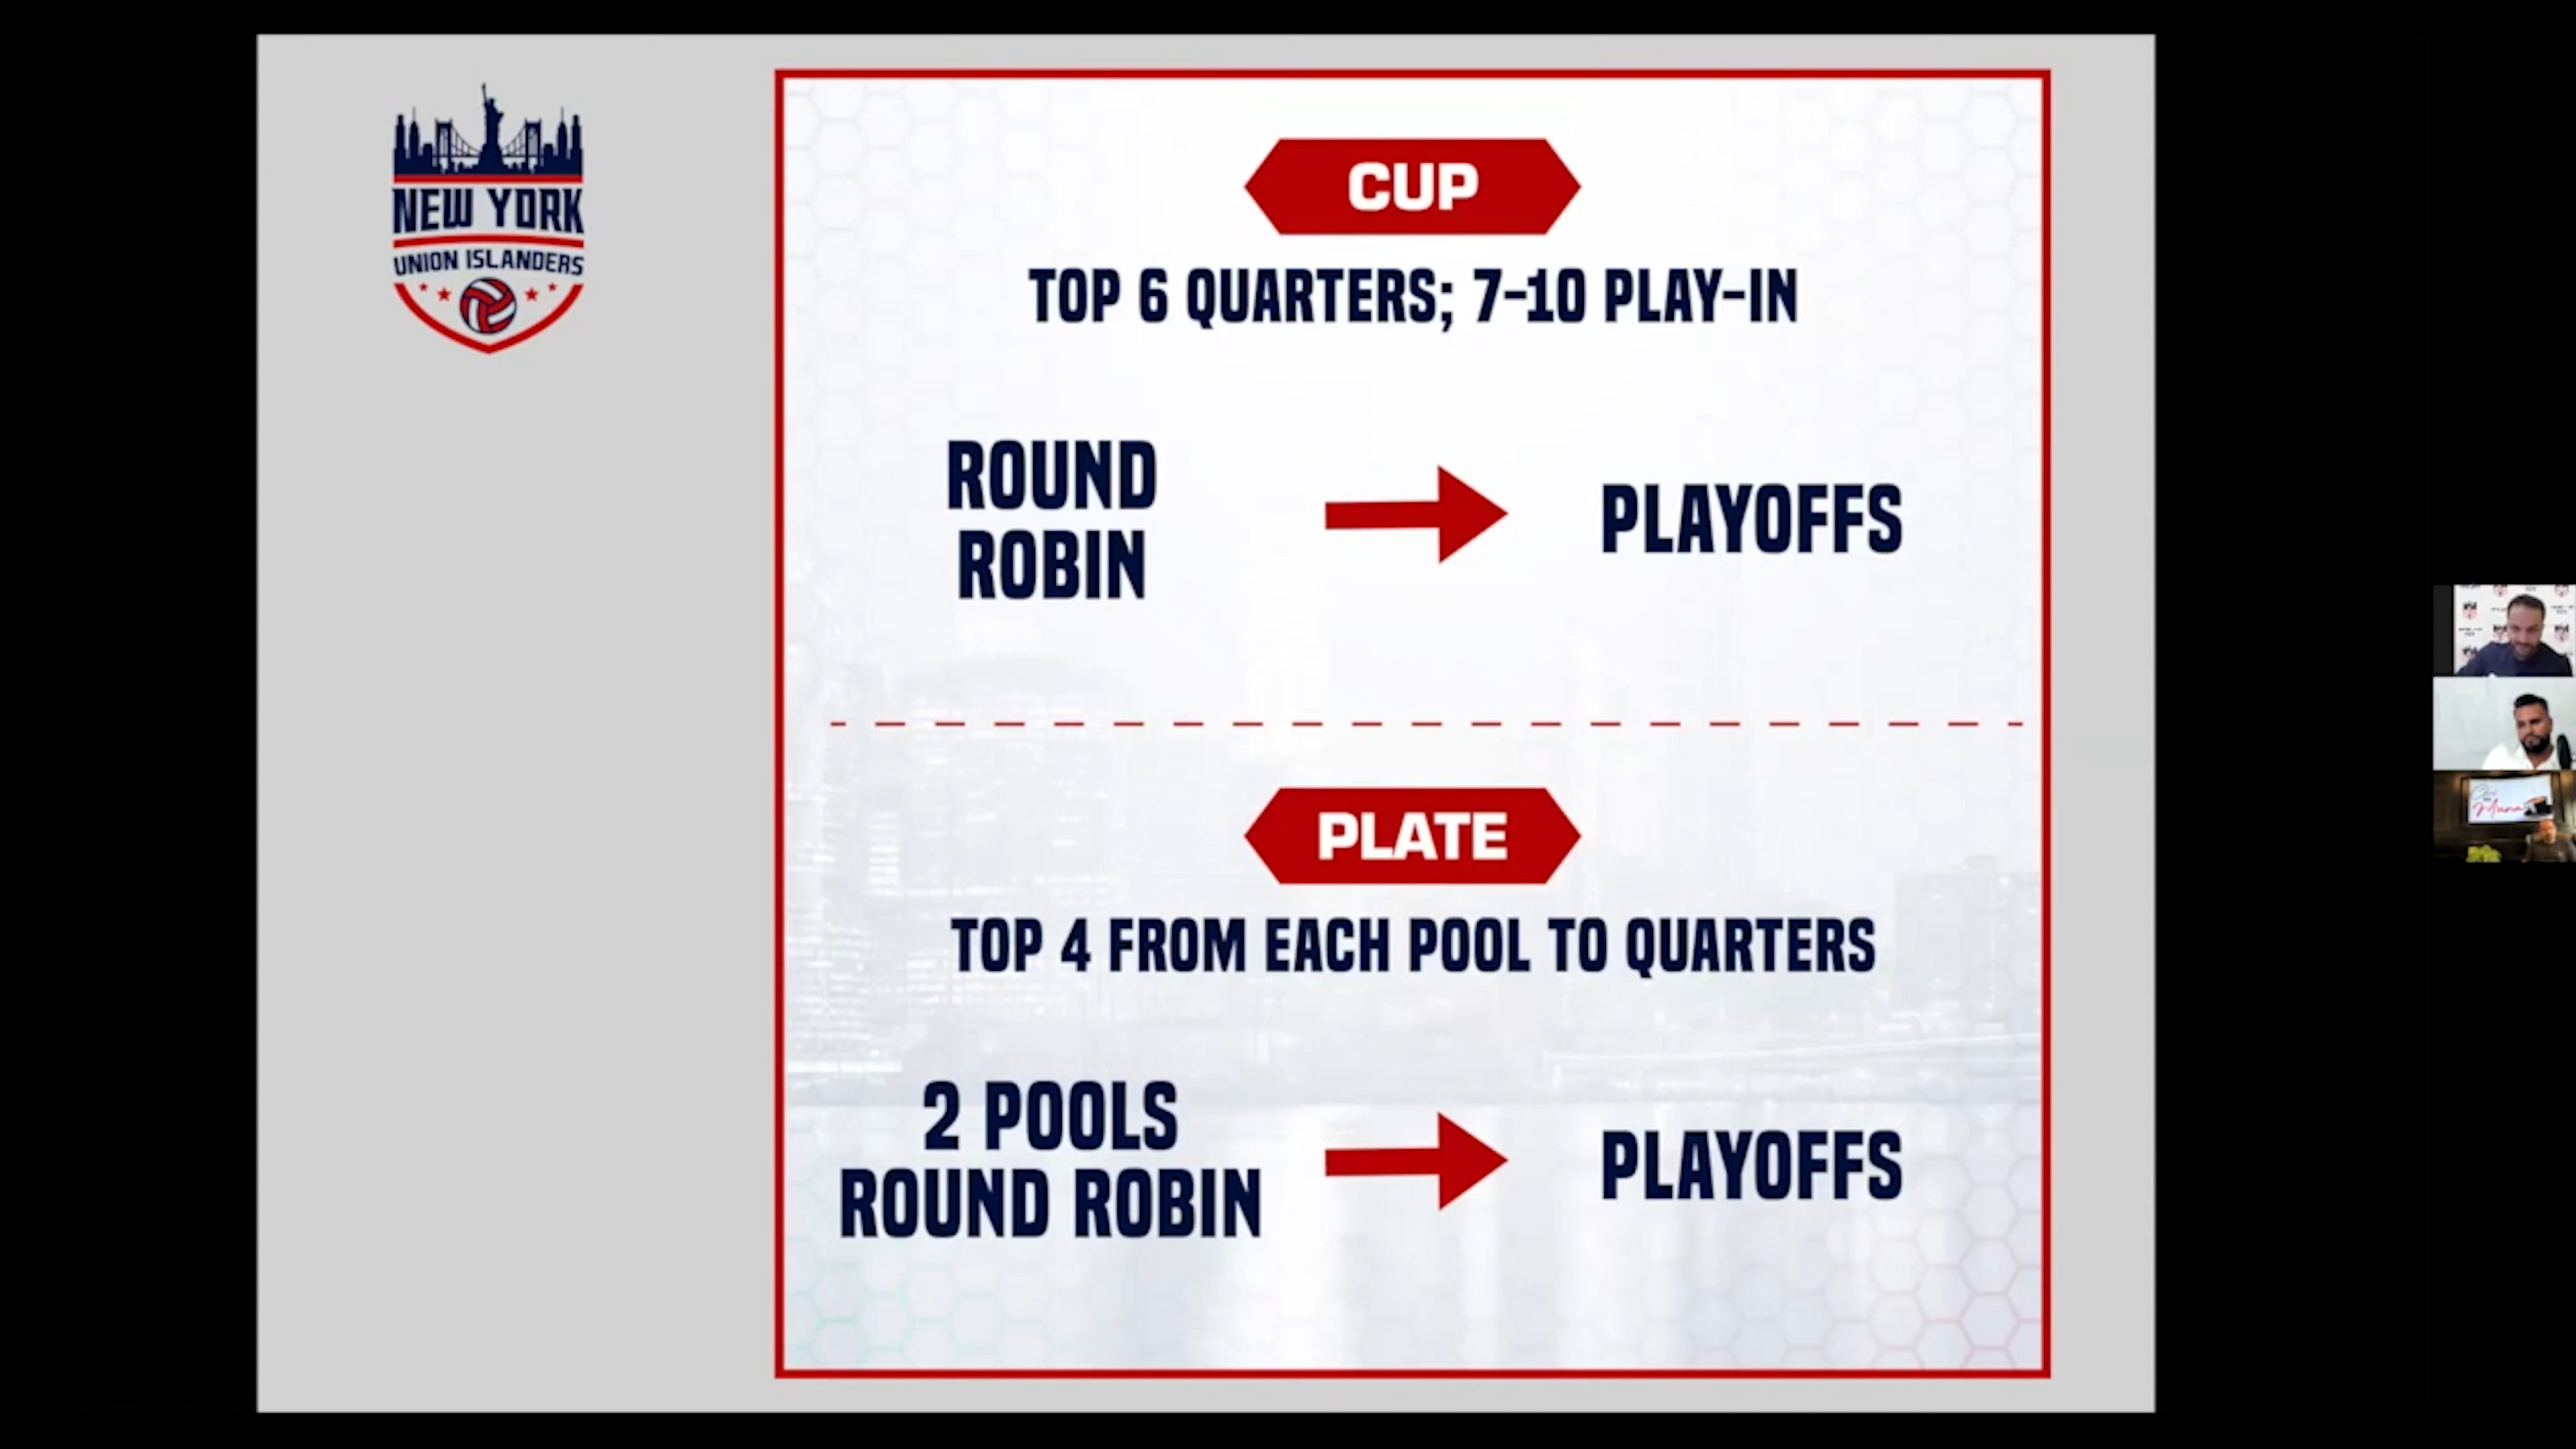 NEW YORK
UNION ISLANDERS
CUP
TOP 6 QUARTERS; 7-10 PLAY-IN
ROUND
ROBIN
PLAYOFFS
PLATE
TOP 4 FROM EACH POOL TO QUARTERS
2 POOLS
ROUND ROBIN
PLAYOFFS